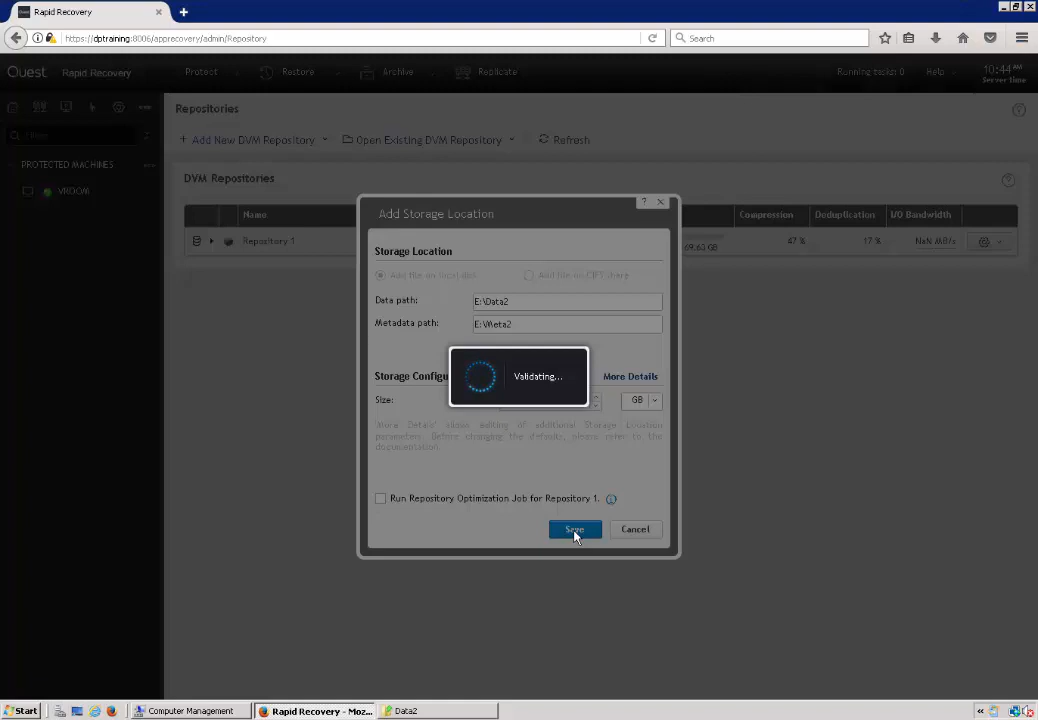 Rapid Recovery
https://dptraining:8006/apprecovery/admin/Repository
Search
Quest Rapid Recovery
Protect
Restore
Archive
Replicate
Running tasks: 0
Help
10:44 AM
Server time
Repositories
+ Add New DVM Repository
Open Existing DVM Repository
Refresh
PROTECTED MACHINES
DVM Repositories
Name
Compression
Deduplication
I/O Bandwidth
Repository 1
69.63 GB
47 %
17 %
NaN MB/s
Add Storage Location
?
Storage Location
Add file on local disk
Add file on CIFS share
Data path:
E:\Data2
Metadata path:
E:\Meta2
Validating...
Storage Configu
More Details
Size:
GB
'More Details' allows editing of additional Storage Location
parameters. Before changing the defaults, please refer to the
documentation.
Run Repository Optimization Job for Repository 1.
Save
Cancel
Start
Computer Management
Rapid Recovery - Moz...
Data2